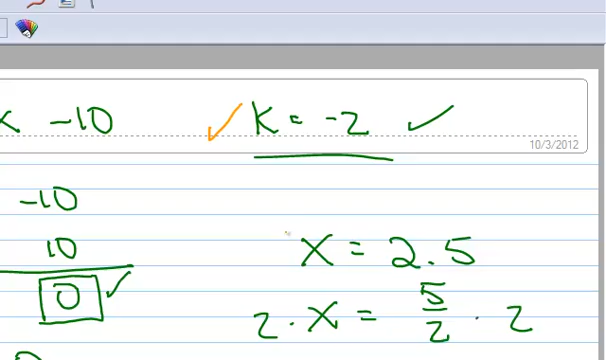 x -10 k = -2
10/3/2012
-10
10
0
x = 2.5
2 · x = 5/2 · 2